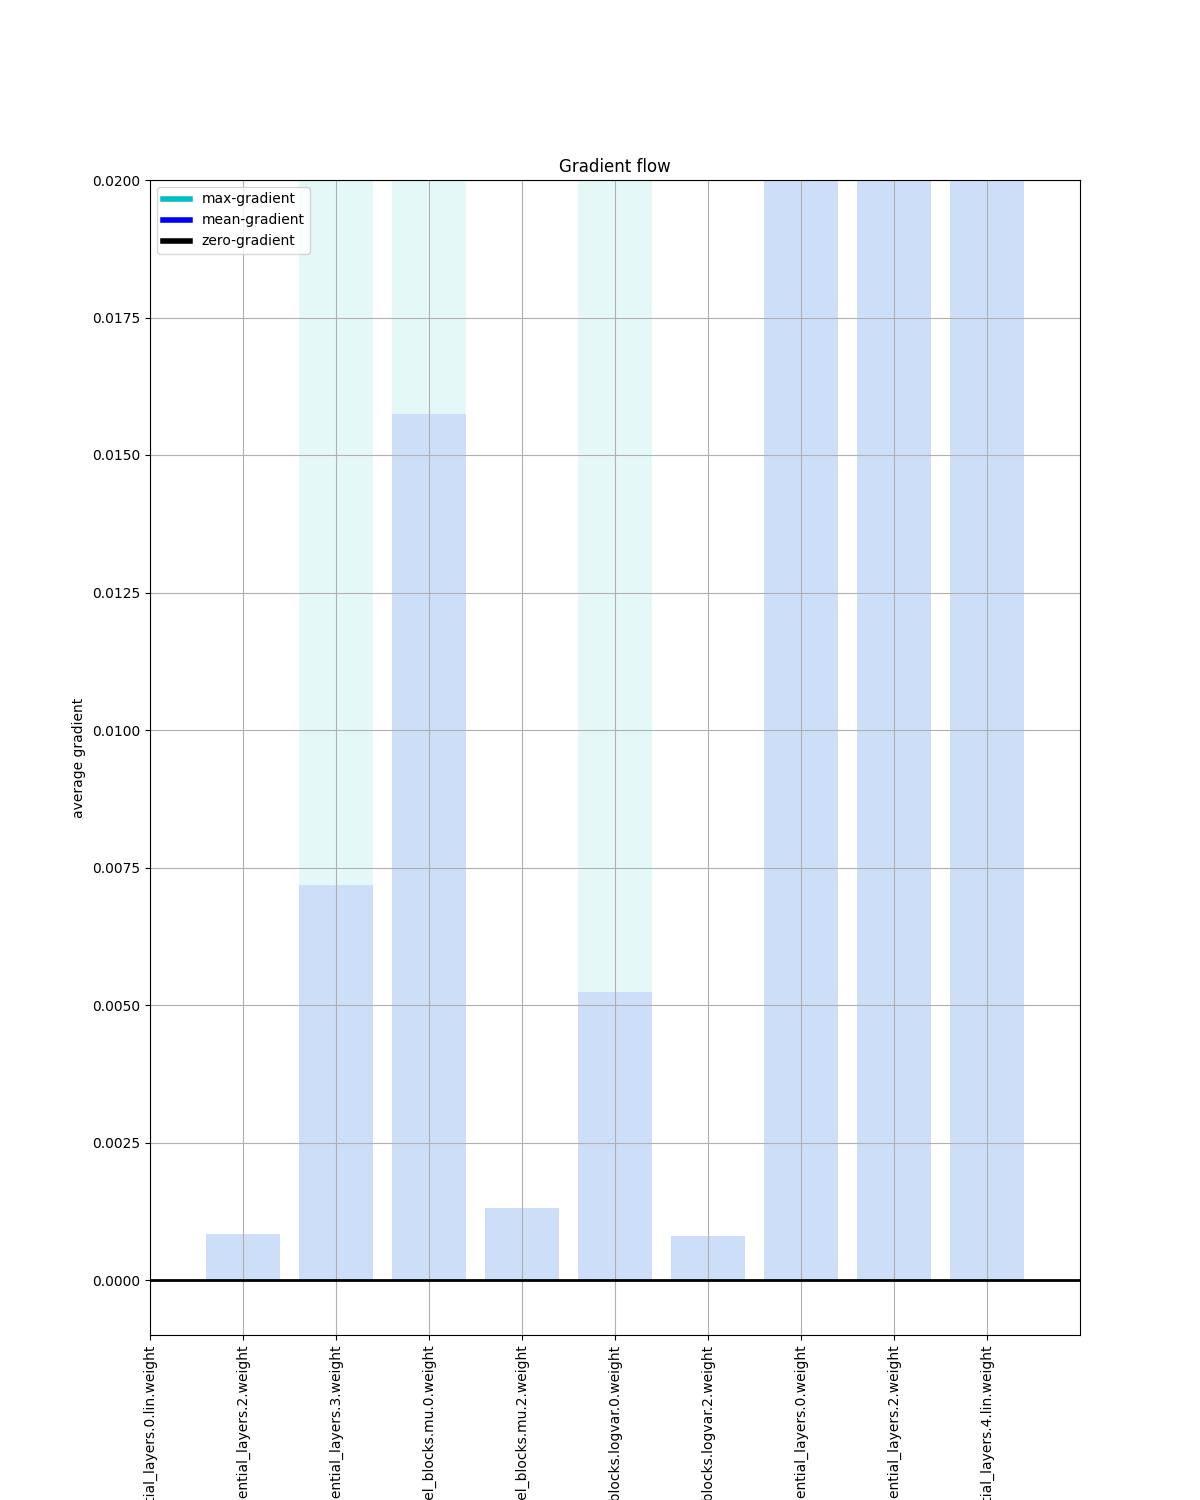 Gradient flow
max-gradient
mean-gradient
zero-gradient
0.0200
0.0175
0.0150
0.0125
0.0100
0.0075
0.0050
0.0025
0.0000
average gradient
tial_layers.0.lin.weight
ential_layers.2.weight
ential_layers.3.weight
el_blocks.mu.0.weight
el_blocks.mu.2.weight
blocks.logvar.0.weight
blocks.logvar.2.weight
ential_layers.0.weight
ential_layers.2.weight
tial_layers.4.lin.weight